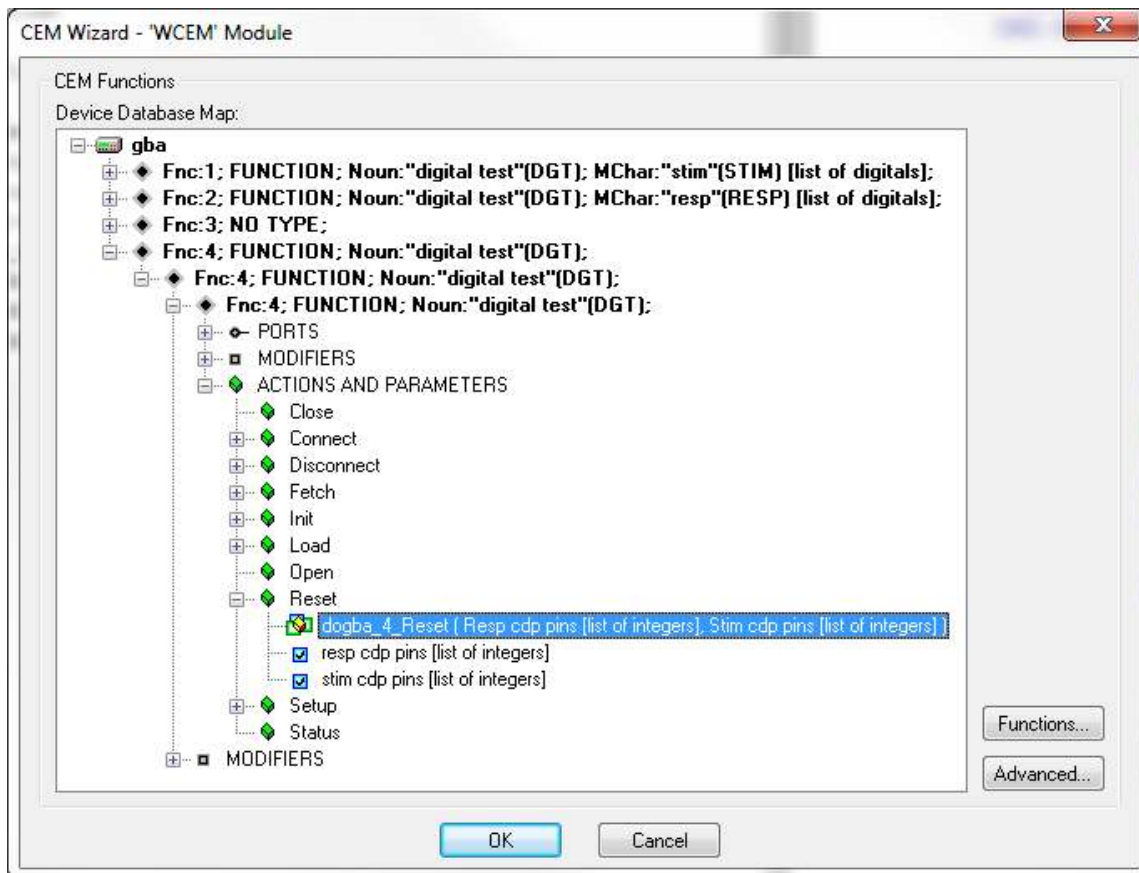 CEM Wizard - 'WCEM' Module
CEM Functions
Device Database Map:
gba
Fnc:1; FUNCTION; Noun:"digital test"(DGT); MChar:"stim"(STIM) [list of digitals];
Fnc:2; FUNCTION; Noun:"digital test"(DGT); MChar:"resp"(RESP) [list of digitals];
Fnc:3; NO TYPE;
Fnc:4; FUNCTION; Noun:"digital test"(DGT);
Fnc:4; FUNCTION; Noun:"digital test"(DGT);
Fnc:4; FUNCTION; Noun:"digital test"(DGT);
PORTS
MODIFIERS
ACTIONS AND PARAMETERS
Close
Connect
Disconnect
Fetch
Init
Load
Open
Reset
dogba_4_Reset ( Resp cdp pins [list of integers], Stim cdp pins [list of integers] )
resp cdp pins [list of integers]
stim cdp pins [list of integers]
Setup
Status
MODIFIERS
Functions...
Advanced...
OK
Cancel